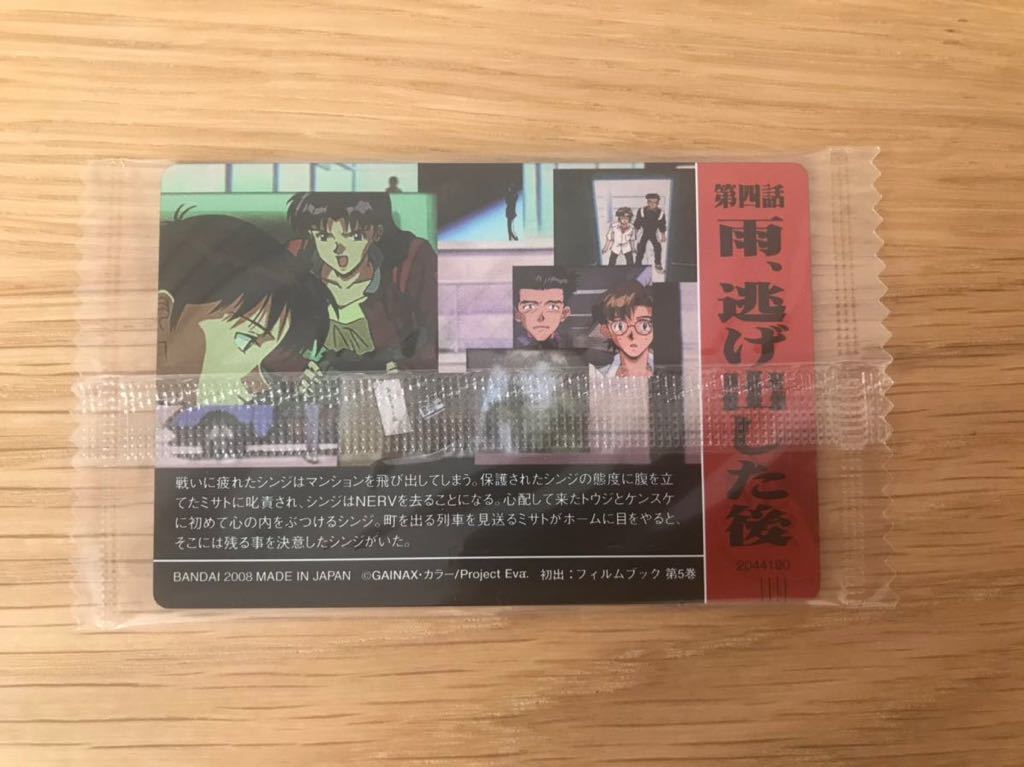 第四話
雨、逃げ出した後
戦いに疲れたシンジはマンションを飛び出してしまう。保護されたシンジの態度に腹を立
てたミサトに叱責され、シンジはNERVを去ることになる。心配して来たトウジとケンスケ
に初めて心の内をぶつけるシンジ。町を出る列車を見送るミサトがホームに目をやると、
そこには残る事を決意したシンジがいた。
BANDAI 2008 MADE IN JAPAN ©GAINAX・カラー/Project Eva. 初出：フィルムブック 第5巻
2044190